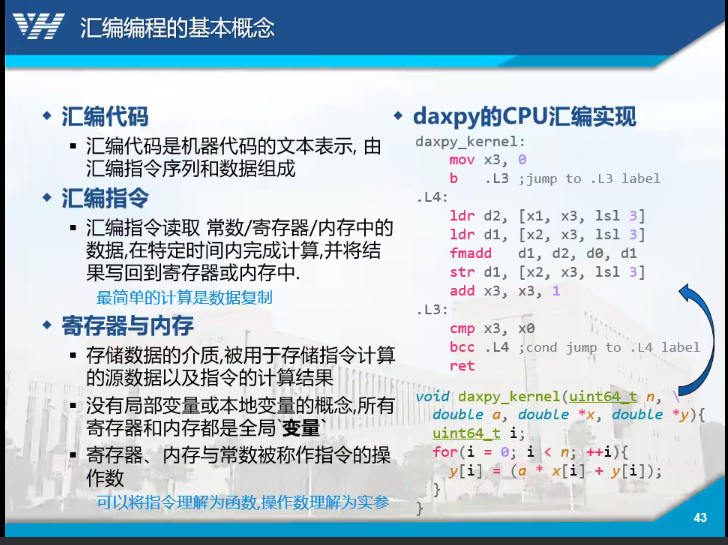 VH 汇编编程的基本概念
汇编代码
汇编代码是机器代码的文本表示, 由
汇编指令序列和数据组成
汇编指令
汇编指令读取 常数/寄存器/内存中的
数据,在特定时间内完成计算,并将结
果写回到寄存器或内存中.
最简单的计算是数据复制
寄存器与内存
存储数据的介质,被用于存储指令计算
的源数据以及指令的计算结果
没有局部变量或本地变量的概念,所有
寄存器和内存都是全局`变量`
寄存器、内存与常数被称作指令的操
作数
可以将指令理解为函数,操作数理解为实参
daxpy的CPU汇编实现
daxpy_kernel:
mov x3, 0
b .L3 ;jump to .L3 label
.L4:
ldr d2, [x1, x3, lsl 3]
ldr d1, [x2, x3, lsl 3]
fmadd d1, d2, d0, d1
str d1, [x2, x3, lsl 3]
add x3, x3, 1
.L3:
cmp x3, x0
bcc .L4 ;cond jump to .L4 label
ret
void daxpy_kernel(uint64_t n, \
double a, double *x, double *y){
uint64_t i;
for(i = 0; i < n; ++i){
y[i] = (a * x[i] + y[i]);
}
}
43